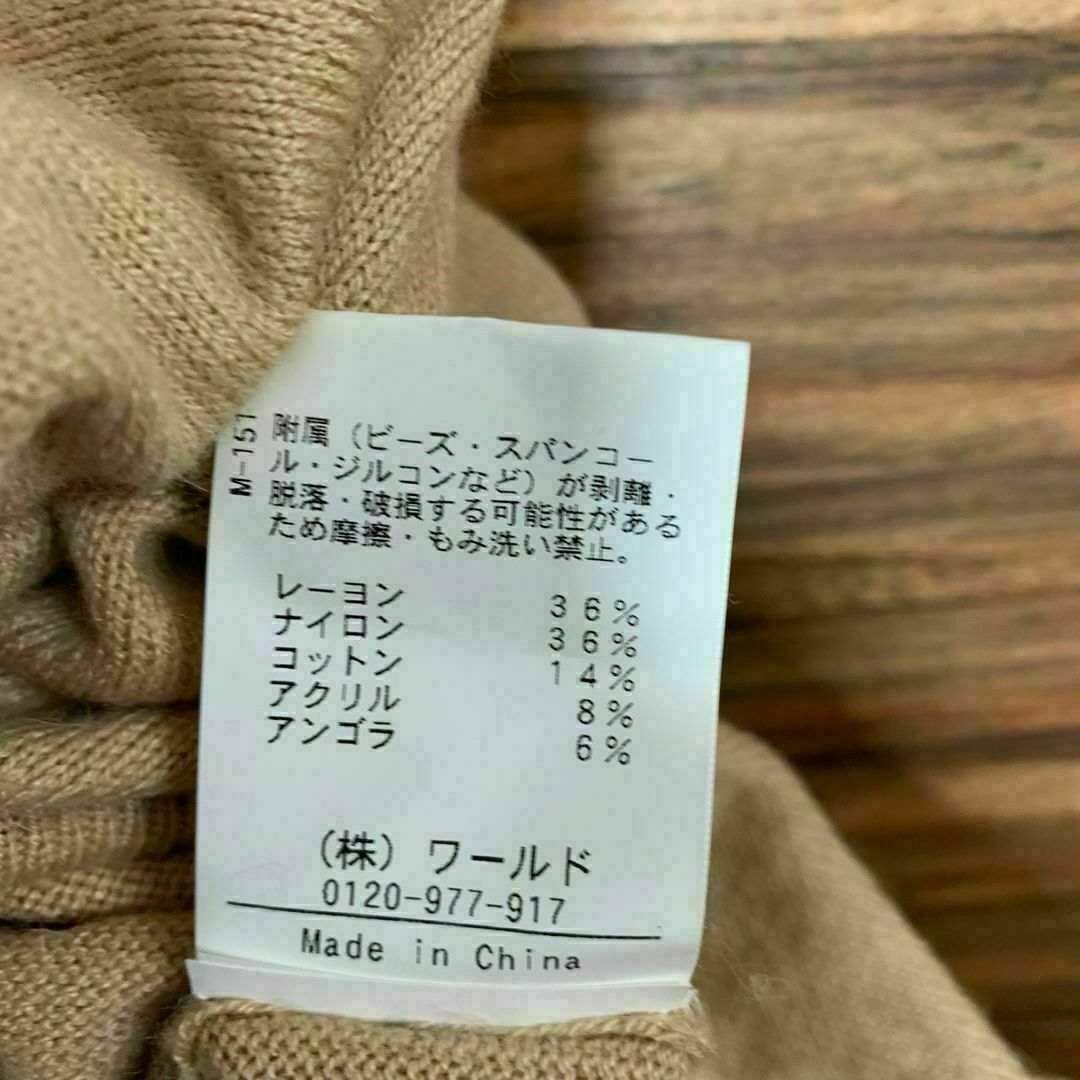 M-151
附属（ビーズ・スパンコー
ル・ジルコンなど）が剥離・
脱落・破損する可能性がある
ため摩擦・もみ洗い禁止。
レーヨン 36%
ナイロン 36%
コットン 14%
アクリル 8%
アンゴラ 6%
（株）ワールド
0120-977-917
Made in China